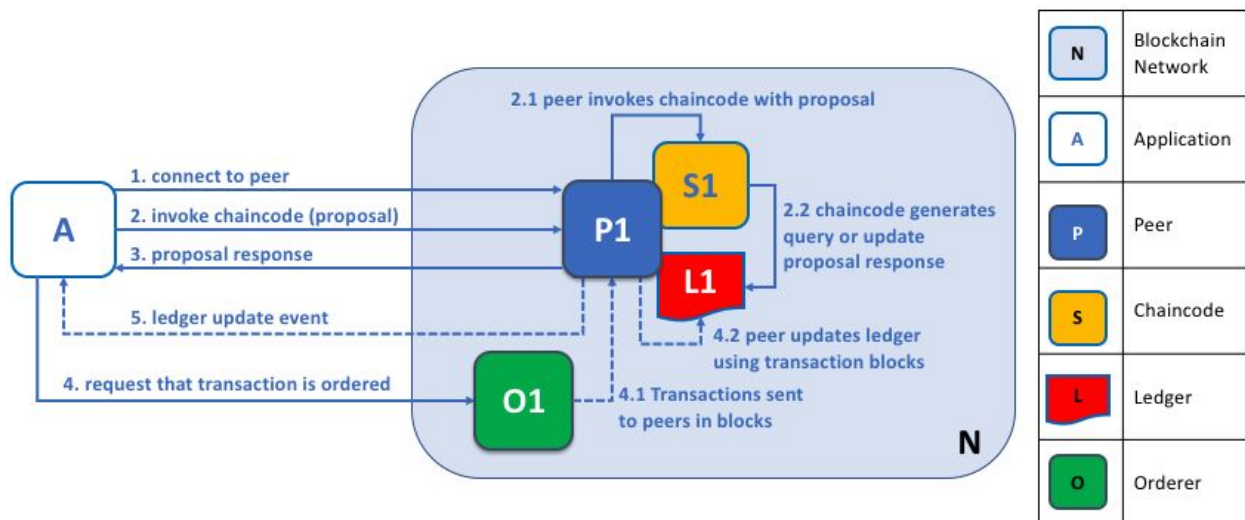 2.1 peer invokes chaincode with proposal
1. connect to peer
2. invoke chaincode (proposal)
3. proposal response
A
P1
S1
2.2 chaincode generates
query or update
proposal response
L1
5. ledger update event
4.2 peer updates ledger
using transaction blocks
4. request that transaction is ordered
O1
4.1 Transactions sent
to peers in blocks
N
N
Blockchain
Network
A
Application
P
Peer
S
Chaincode
L
Ledger
O
Orderer